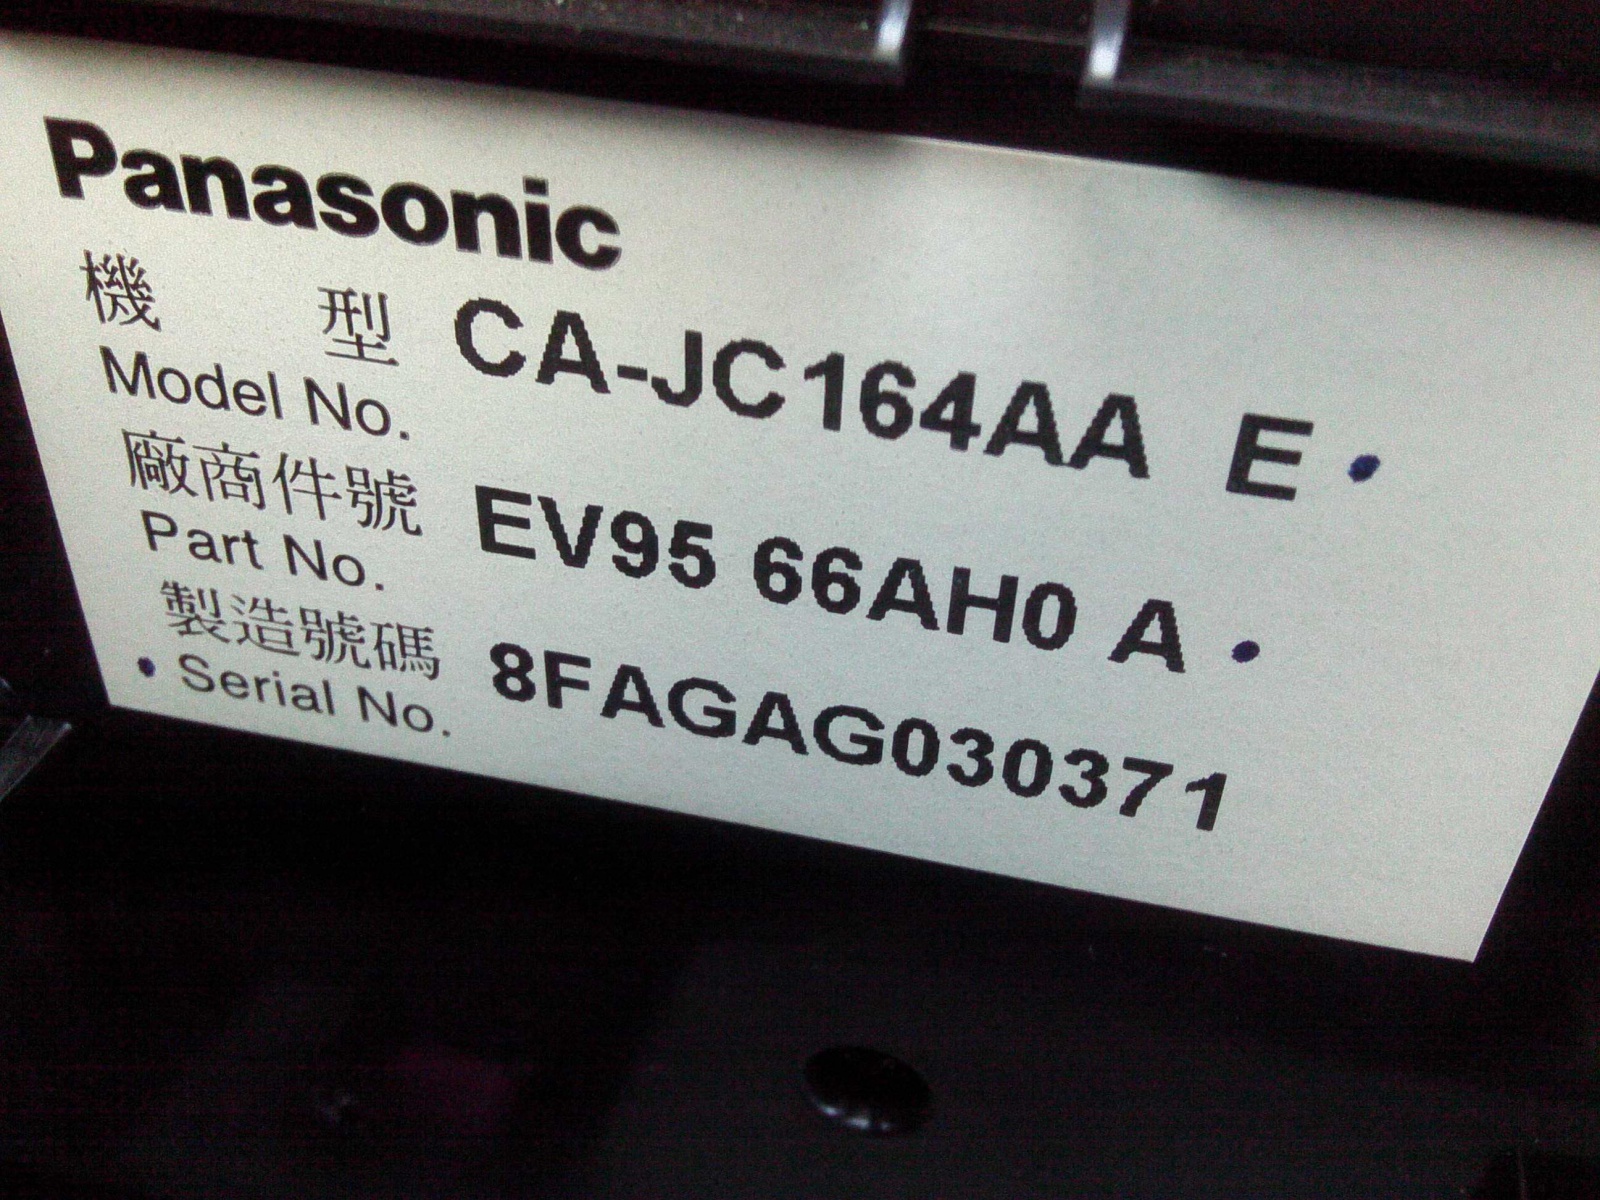 Panasonic
機 型 CA-JC164AA E
Model No.
廠商件號 EV95 66AH0 A
Part No.
製造號碼 8FAGAG030371
Serial No.